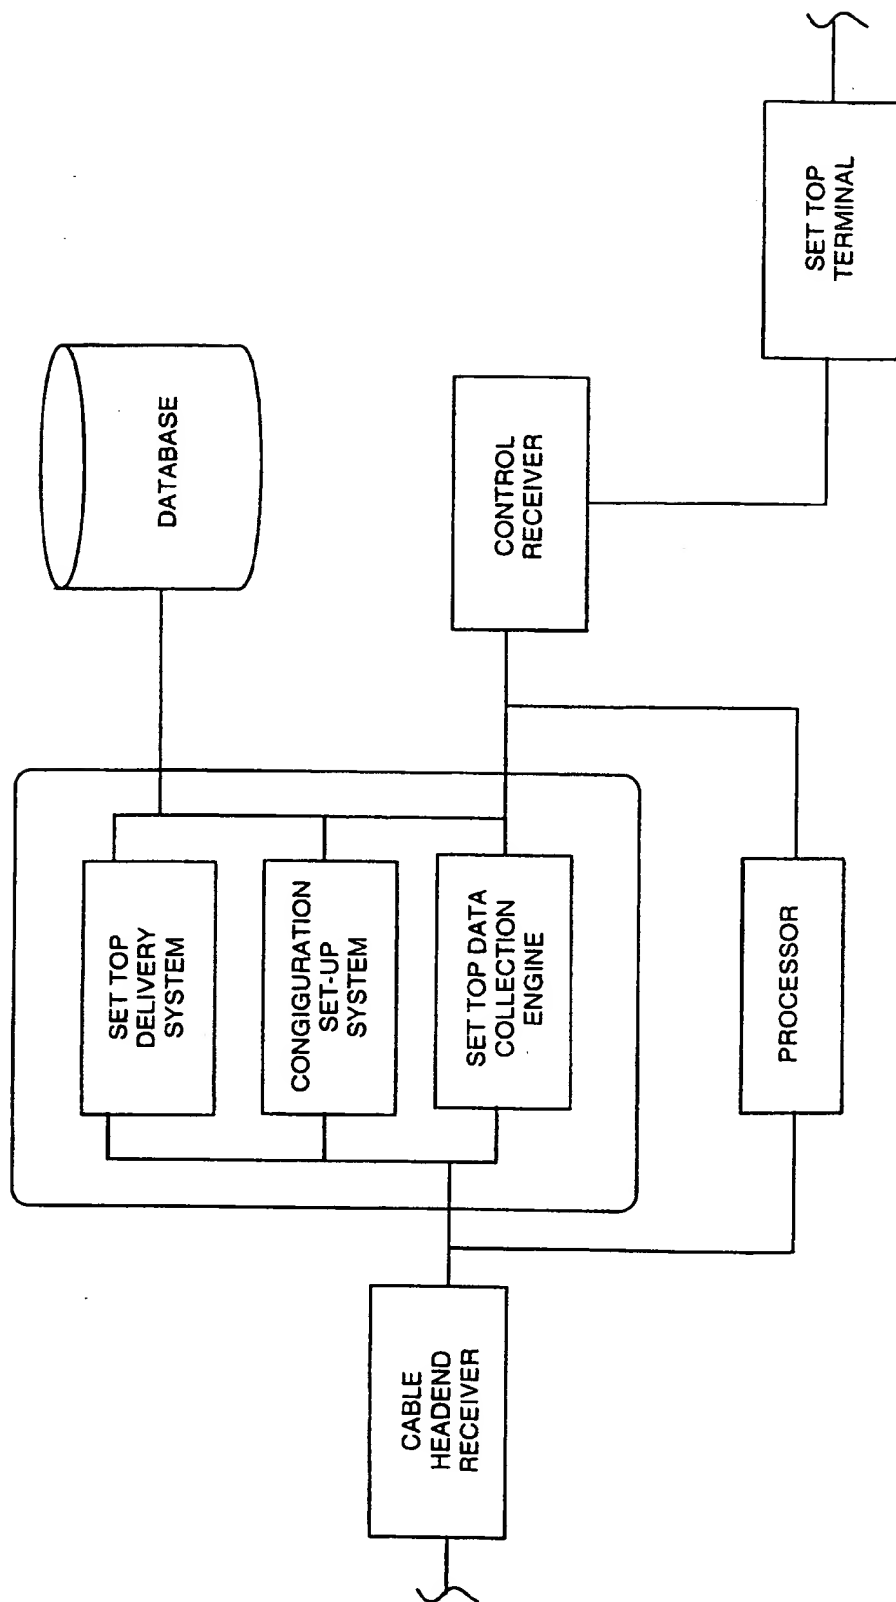 SET TOP
DELIVERY
SYSTEM
CONGIGURATION
SET-UP
SYSTEM
SET TOP DATA
COLLECTION
ENGINE
DATABASE
CABLE
HEADEND
RECEIVER
CONTROL
RECEIVER
PROCESSOR
SET TOP
TERMINAL